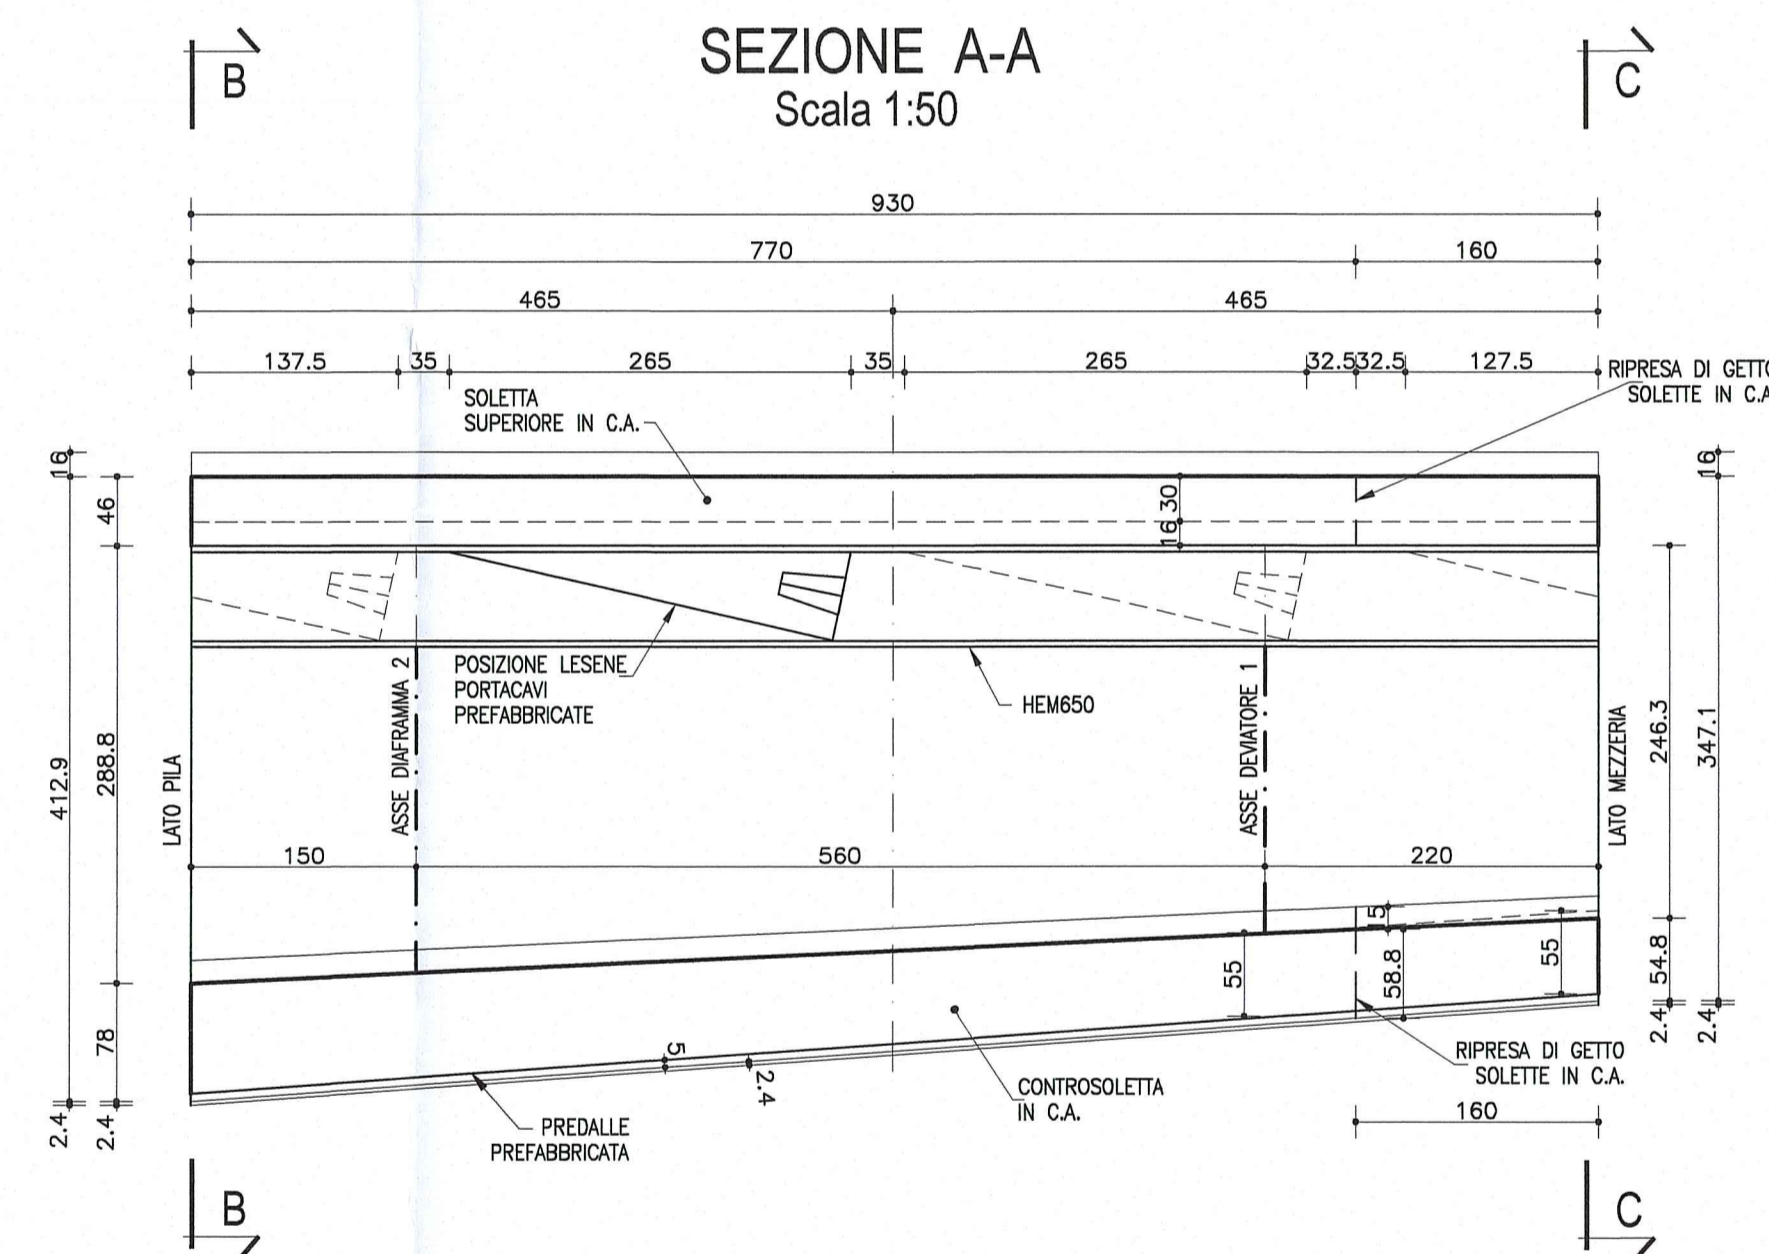 SEZIONE A-A
Scala 1:50
B
C
930
770
160
465
465
137.5
35
265
35
265
32.5
32.5
127.5
RIPRESA DI GETTO
SOLETTE IN C.A.
SOLETTA
SUPERIORE IN C.A.
16
46
16
30
16
412.9
288.8
LATO PILA
ASSE DIAFRAMMA 2
POSIZIONE LESENE
PORTACAVI
PREFABBRICATE
HEM650
ASSE DEVIATORE 1
LATO MEZZERIA
246.3
347.1
150
560
220
5
55
58.8
55
54.8
78
2.4
2.4
2.4
2.4
5
2.4
RIPRESA DI GETTO
SOLETTE IN C.A.
CONTROSOLETTA
IN C.A.
160
PREDALLE
PREFABBRICATA
B
C